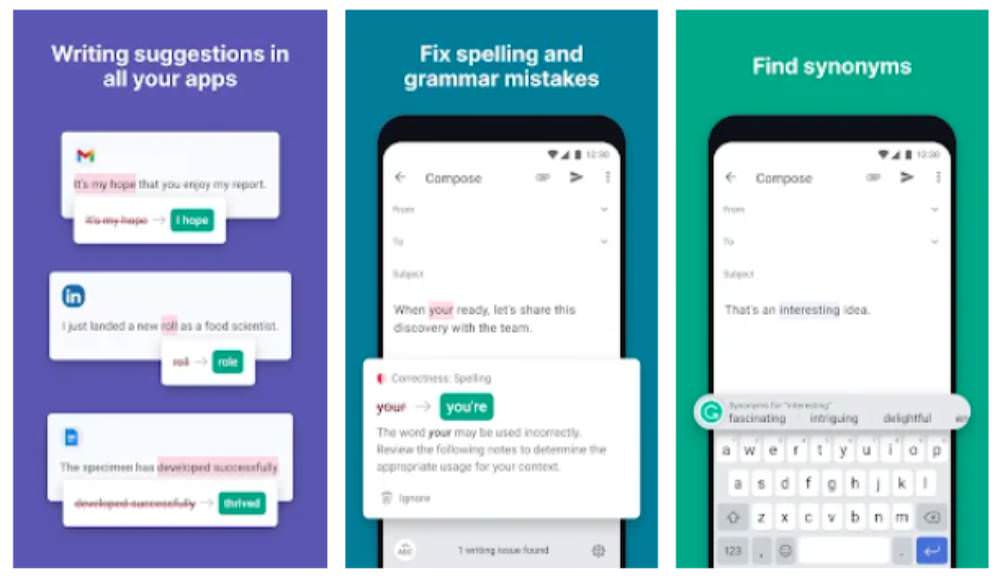 Writing suggestions in
all your apps
It's my hope that you enjoy my report.
It's my hope → I hope
in
I just landed a new roll as a food scientist.
roll → role
The specimen has developed successfully
developed successfully → thrived
Fix spelling and
grammar mistakes
12:30
Compose
From
To
Subject
When your ready, let's share this
discovery with the team.
Correctness: Spelling
your → you're
The word your may be used incorrectly.
Review the following notes to determine the
appropriate usage for your context.
Ignore
ABC
1 writing issue found
Find synonyms
12:30
Compose
From
To
Subject
That's an interesting idea.
Synonyms for "interesting"
fascinating intriguing delightful en
a w e r t y u i o p
a s d f g h j k l
z x c v b n m
123 , .